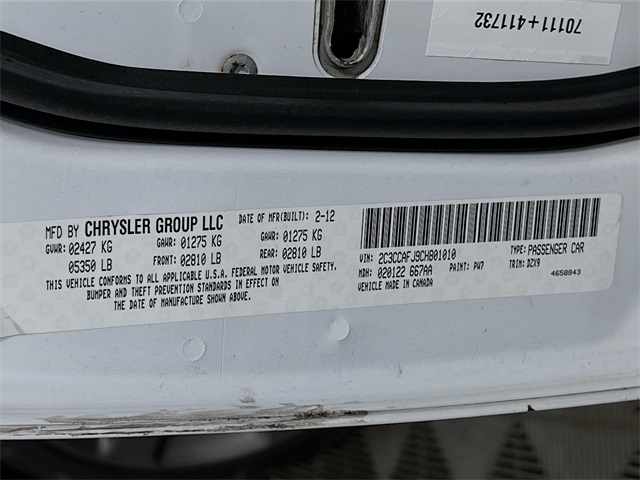 70111+411732
MFD BY CHRYSLER GROUP LLC DATE OF MFR(BUILT): 2-12
GVWR: 02427 KG GAWR: 01275 KG GAWR: 01275 KG
05350 LB FRONT: 02810 LB REAR: 02810 LB
THIS VEHICLE CONFORMS TO ALL APPLICABLE U.S.A. FEDERAL MOTOR VEHICLE SAFETY,
BUMPER AND THEFT PREVENTION STANDARDS IN EFFECT ON
THE DATE OF MANUFACTURE SHOWN ABOVE.
VIN: 2C3CCAFJ9CH801010 TYPE: PASSENGER CAR
MDH: 020122 667AA PAINT: PW7 TRIM: DZX9
VEHICLE MADE IN CANADA 4658843